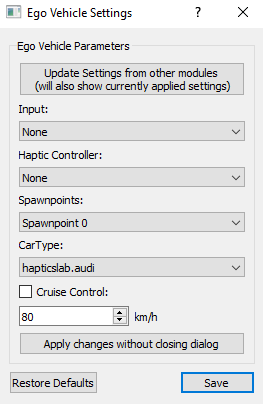 Ego Vehicle Settings
Ego Vehicle Parameters
Update Settings from other modules
(will also show currently applied settings)
Input:
None
Haptic Controller:
None
Spawnpoints:
Spawnpoint 0
CarType:
hapticslab.audi
Cruise Control:
80 km/h
Apply changes without closing dialog
Restore Defaults Save